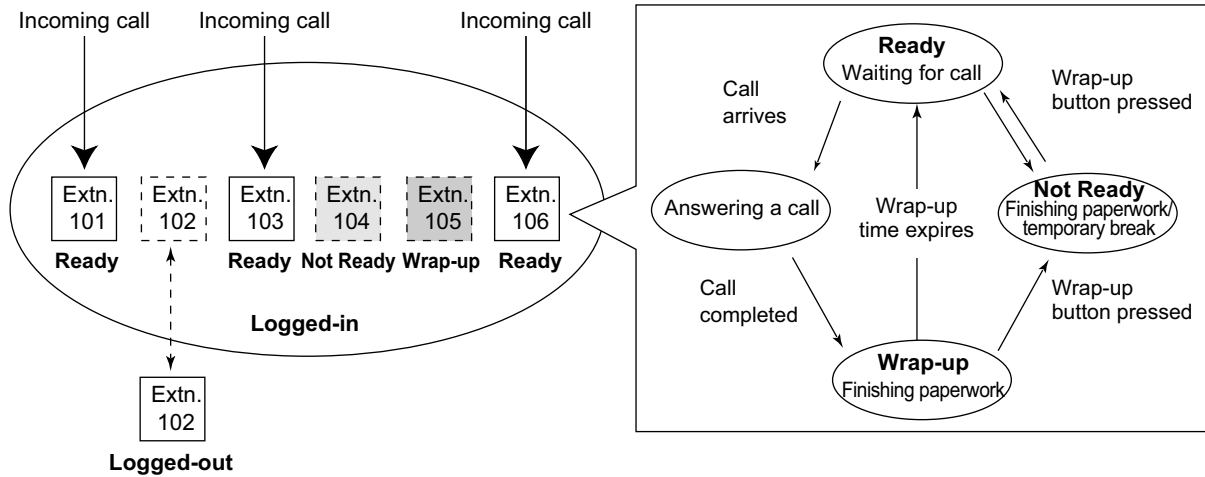 Incoming call
Incoming call
Incoming call
Extn.
101
Extn.
102
Extn.
103
Extn.
104
Extn.
105
Extn.
106
Ready
Ready
Not Ready
Wrap-up
Ready
Logged-in
Extn.
102
Logged-out
Ready
Waiting for call
Call
arrives
Wrap-up
button pressed
Answering a call
Wrap-up
time expires
Not Ready
Finishing paperwork/
temporary break
Call
completed
Wrap-up
button pressed
Wrap-up
Finishing paperwork